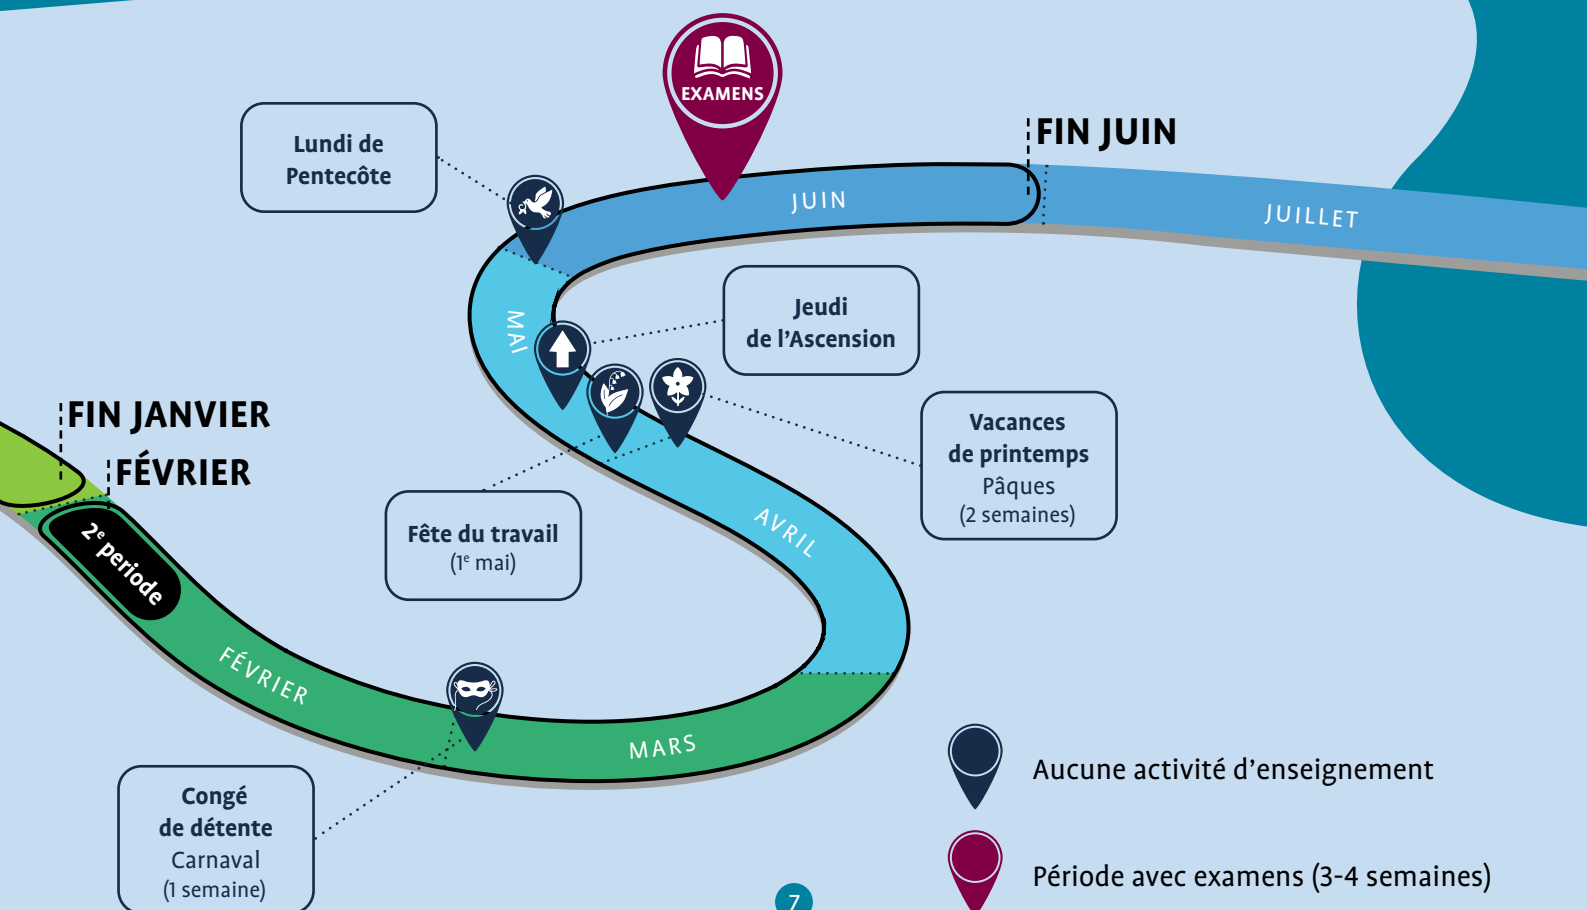 EXAMENS
FIN JUIN
Lundi de
Pentecôte
JUIN
JUILLET
Jeudi
de l’Ascension
MAI
FIN JANVIER
FÉVRIER
Vacances
de printemps
Pâques
(2 semaines)
Fête du travail
(1e mai)
AVRIL
2e periode
FÉVRIER
MARS
Congé
de détente
Carnaval
(1 semaine)
Aucune activité d’enseignement
Période avec examens (3-4 semaines)
7